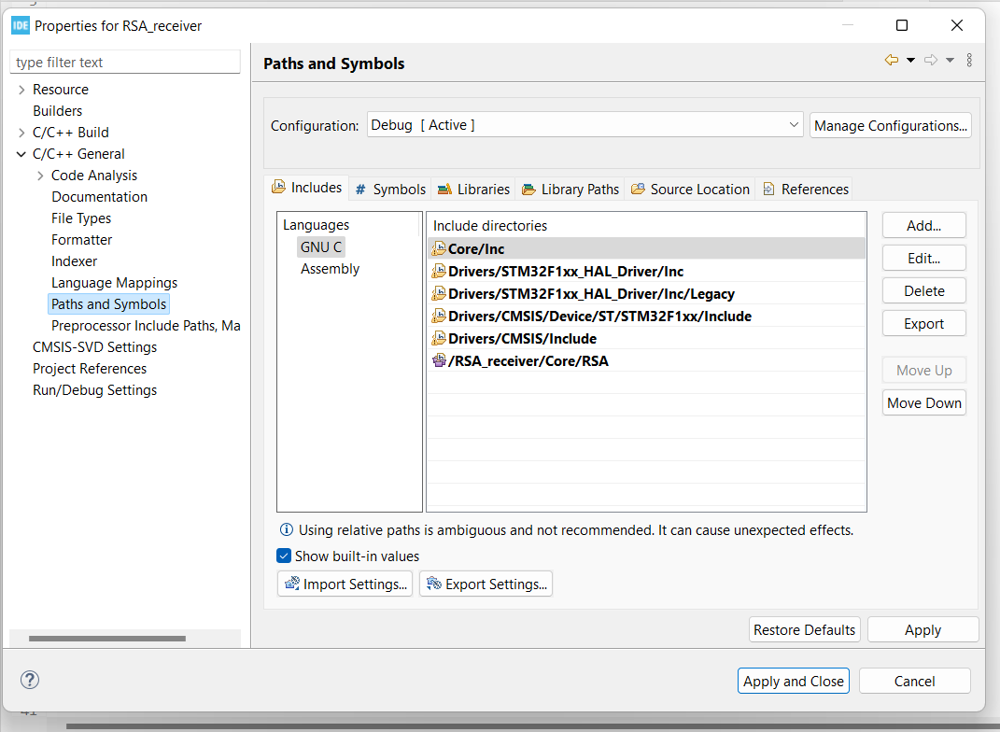 IDE Properties for RSA_receiver
type filter text
Resource
Builders
C/C++ Build
C/C++ General
Code Analysis
Documentation
File Types
Formatter
Indexer
Language Mappings
Paths and Symbols
Preprocessor Include Paths, Ma
CMSIS-SVD Settings
Project References
Run/Debug Settings
Paths and Symbols
Configuration: Debug [ Active ] Manage Configurations...
Includes # Symbols Libraries Library Paths Source Location References
Languages
GNU C
Assembly
Include directories
Core/Inc
Drivers/STM32F1xx_HAL_Driver/Inc
Drivers/STM32F1xx_HAL_Driver/Inc/Legacy
Drivers/CMSIS/Device/ST/STM32F1xx/Include
Drivers/CMSIS/Include
/RSA_receiver/Core/RSA
Add...
Edit...
Delete
Export
Move Up
Move Down
Using relative paths is ambiguous and not recommended. It can cause unexpected effects.
Show built-in values
Import Settings... Export Settings...
Restore Defaults Apply
? Apply and Close Cancel